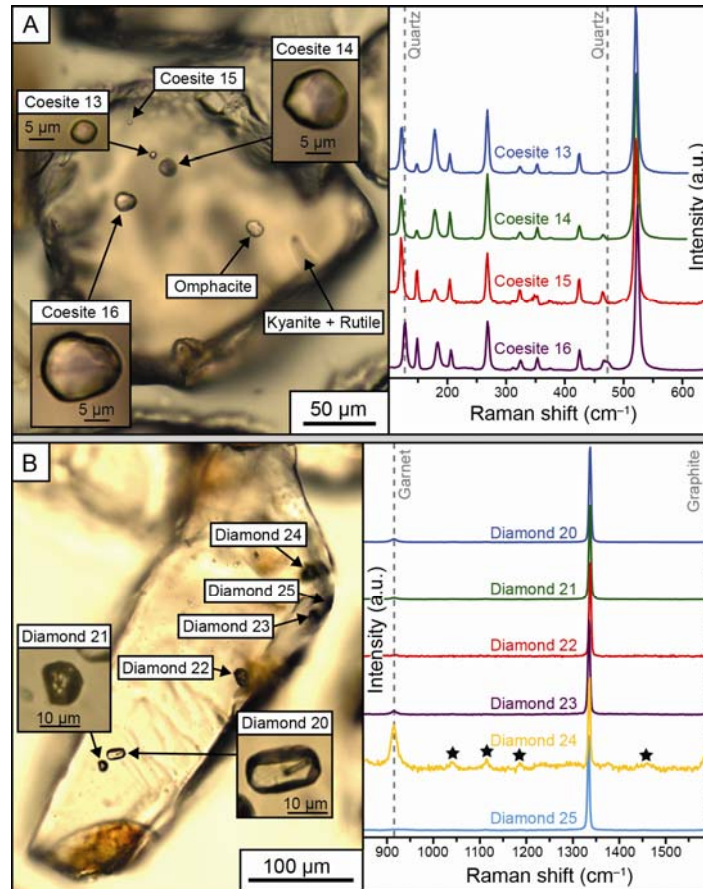 A
Coesite 14
Coesite 15
Coesite 13
5 µm
5 µm
Coesite 16
5 µm
Omphacite
Kyanite + Rutile
50 µm
Quartz
Quartz
Coesite 13
Coesite 14
Coesite 15
Coesite 16
Intensity (a.u.)
200 300 400 500 600
Raman shift (cm⁻¹)
B
Diamond 24
Diamond 25
Diamond 23
Diamond 21
Diamond 22
10 µm
Diamond 20
10 µm
100 µm
Garnet
Graphite
Diamond 20
Diamond 21
Diamond 22
Diamond 23
Diamond 24
Diamond 25
Intensity (a.u.)
900 1000 1100 1200 1300 1400 1500
Raman shift (cm⁻¹)